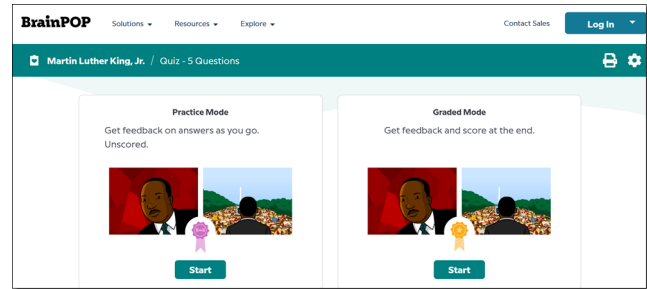 BrainPOP Solutions Resources Explore Contact Sales Log In
Martin Luther King, Jr. / Quiz - 5 Questions
Practice Mode
Get feedback on answers as you go.
Unscored.
Start
Graded Mode
Get feedback and score at the end.
Start